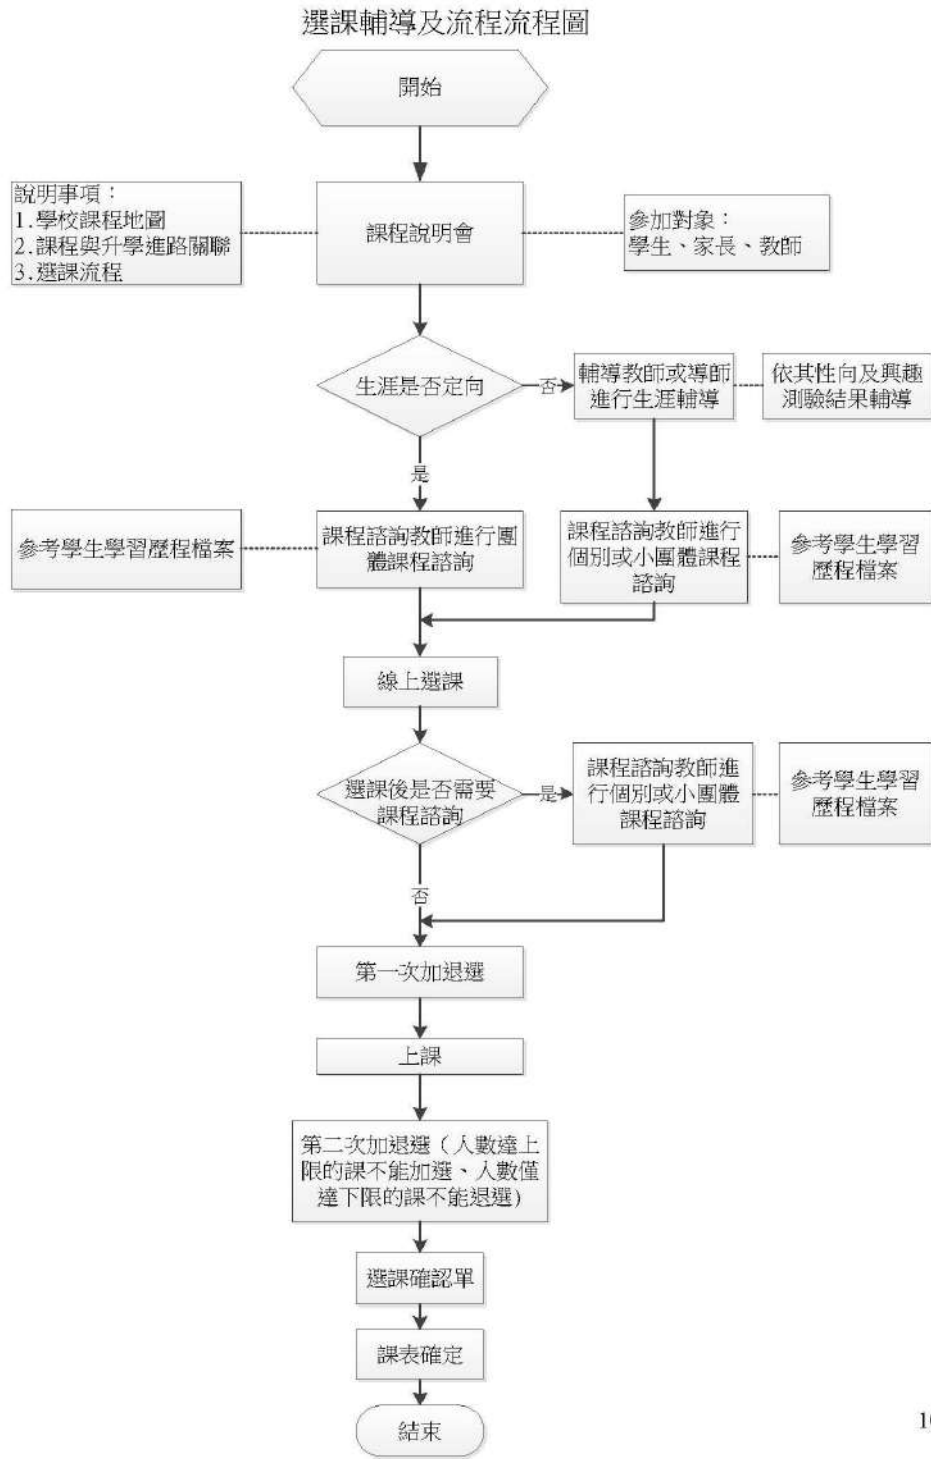 選課輔導及流程流程圖
開始
說明事項：
1.學校課程地圖
2.課程與升學進路關聯
3.選課流程
課程說明會
參加對象：
學生、家長、教師
生涯是否定向
否
輔導教師或導師
進行生涯輔導
依其性向及興趣
測驗結果輔導
是
參考學生學習歷程檔案
課程諮詢教師進行團
體課程諮詢
課程諮詢教師進行
個別或小團體課程
諮詢
參考學生學習
歷程檔案
線上選課
選課後是否需要
課程諮詢
是
課程諮詢教師進
行個別或小團體
課程諮詢
參考學生學習
歷程檔案
否
第一次加退選
上課
第二次加退選（人數達上
限的課不能加選、人數僅
達下限的課不能退選）
選課確認單
課表確定
結束